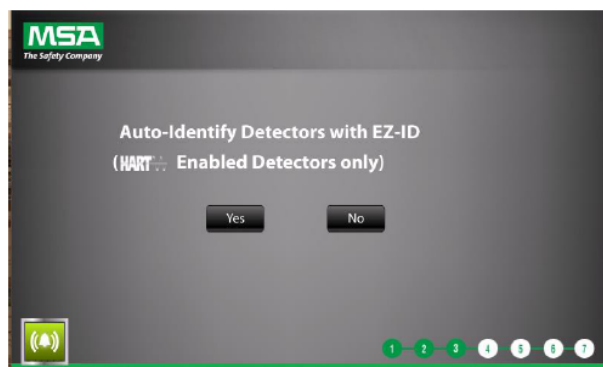 MSA
The Safety Company
Auto-Identify Detectors with EZ-ID
(HART Enabled Detectors only)
Yes No
1 2 3 4 5 6 7